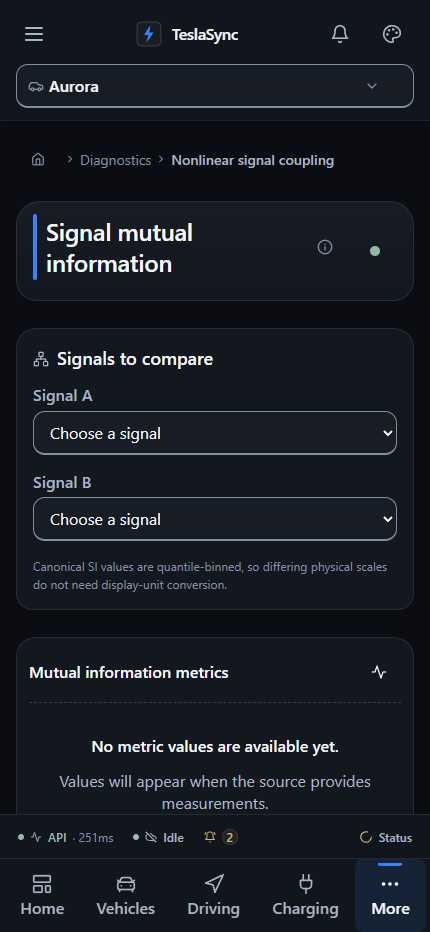 TeslaSync
Aurora
Diagnostics
Nonlinear signal coupling
Signal mutual
information
Signals to compare
Signal A
Choose a signal
Signal B
Choose a signal
Canonical SI values are quantile-binned, so differing physical scales
do not need display-unit conversion.
Mutual information metrics
No metric values are available yet.
Values will appear when the source provides
measurements.
API · 251ms
Idle
2
Status
Home
Vehicles
Driving
Charging
More